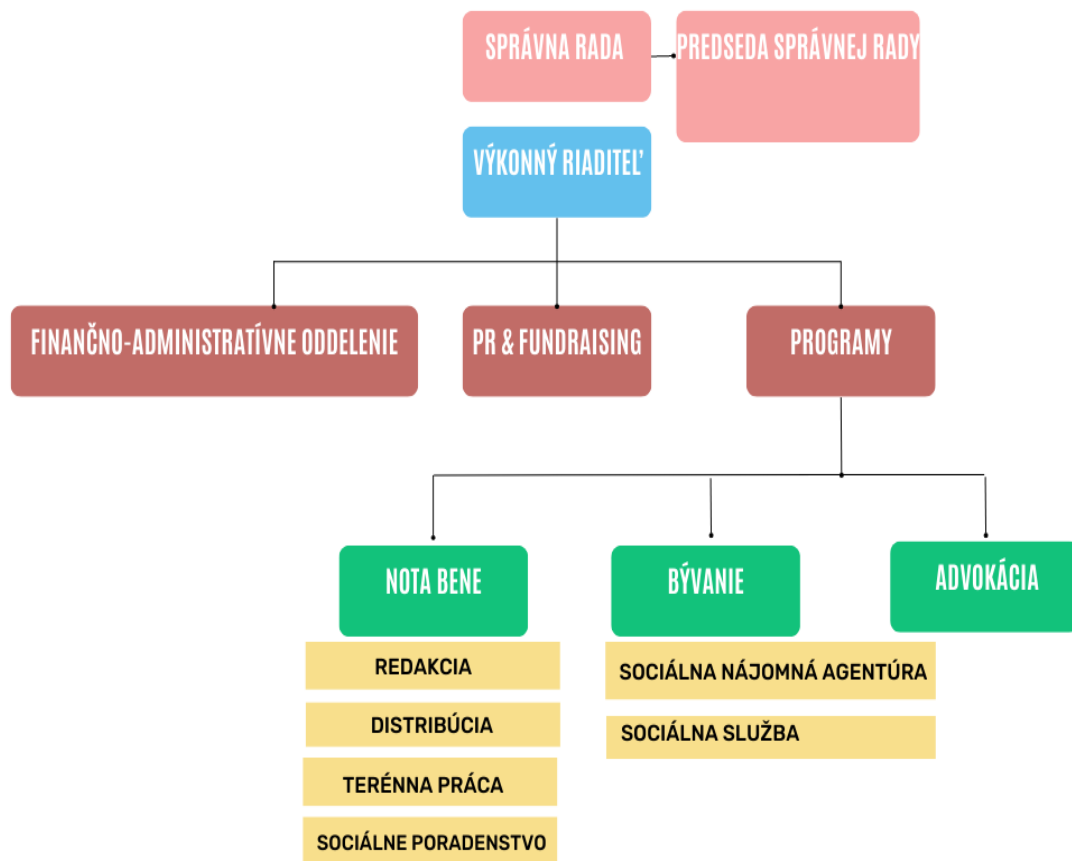 SPRÁVNA RADA
PREDSEDA SPRÁVNEJ RADY
VÝKONNÝ RIADITEĽ
FINANČNO-ADMINISTRATÍVNE ODDELENIE
PR & FUNDRAISING
PROGRAMY
NOTA BENE
BÝVANIE
ADVOKÁCIA
REDAKCIA
DISTRIBÚCIA
TERÉNNA PRÁCA
SOCIÁLNE PORADENSTVO
SOCIÁLNA NÁJOMNÁ AGENTÚRA
SOCIÁLNA SLUŽBA